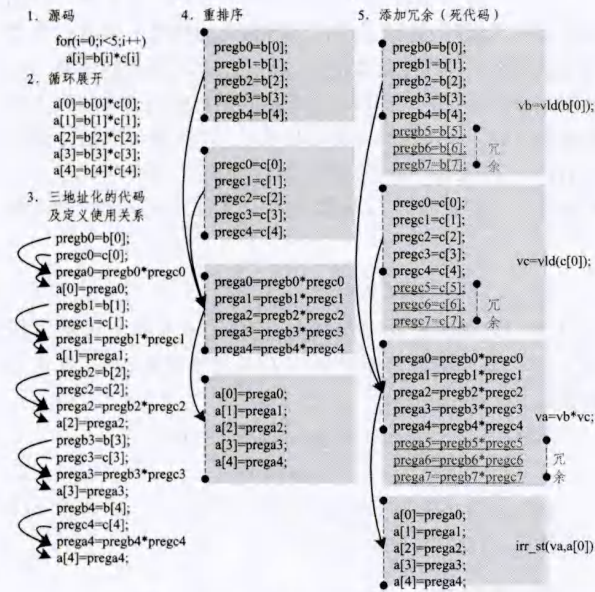 1. 源码
for(i=0;i<5;i++)
a[i]=b[i]*c[i]
2. 循环展开
a[0]=b[0]*c[0];
a[1]=b[1]*c[1];
a[2]=b[2]*c[2];
a[3]=b[3]*c[3];
a[4]=b[4]*c[4];
3. 三地址化的代码
及定义使用关系
pregb0=b[0];
pregc0=c[0];
prega0=pregb0*pregc0
a[0]=prega0;
pregb1=b[1];
pregc1=c[1];
prega1=pregb1*pregc1
a[1]=prega1;
pregb2=b[2];
pregc2=c[2];
prega2=pregb2*pregc2
a[2]=prega2;
pregb3=b[3];
pregc3=c[3];
prega3=pregb3*pregc3
a[3]=prega3;
pregb4=b[4];
pregc4=c[4];
prega4=pregb4*pregc4
a[4]=prega4;
4. 重排序
pregb0=b[0];
pregb1=b[1];
pregb2=b[2];
pregb3=b[3];
pregb4=b[4];
pregc0=c[0];
pregc1=c[1];
pregc2=c[2];
pregc3=c[3];
pregc4=c[4];
prega0=pregb0*pregc0
prega1=pregb1*pregc1
prega2=pregb2*pregc2
prega3=pregb3*pregc3
prega4=pregb4*pregc4
a[0]=prega0;
a[1]=prega1;
a[2]=prega2;
a[3]=prega3;
a[4]=prega4;
5. 添加冗余(死代码)
pregb0=b[0];
pregb1=b[1];
pregb2=b[2];
pregb3=b[3];
pregb4=b[4];
pregb5=b[5];
pregb6=b[6];
pregb7=b[7];
冗余
vb=vld(b[0]);
pregc0=c[0];
pregc1=c[1];
pregc2=c[2];
pregc3=c[3];
pregc4=c[4];
pregc5=c[5];
pregc6=c[6];
pregc7=c[7];
冗余
vc=vld(c[0]);
prega0=pregb0*pregc0
prega1=pregb1*pregc1
prega2=pregb2*pregc2
prega3=pregb3*pregc3
prega4=pregb4*pregc4
prega5=pregb5*pregc5
prega6=pregb6*pregc6
prega7=pregb7*pregc7
冗余
va=vb*vc;
a[0]=prega0;
a[1]=prega1;
a[2]=prega2;
a[3]=prega3;
a[4]=prega4;
irr_st(va,a[0])